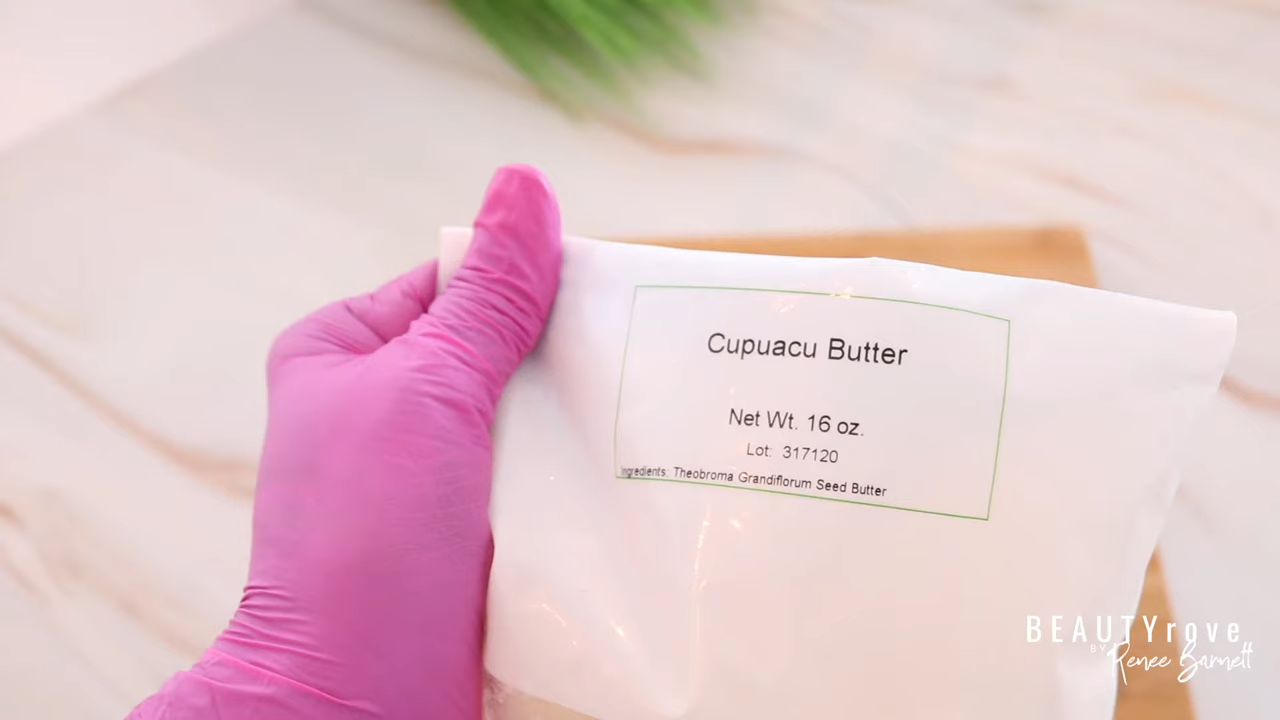 Cupuacu Butter
Net Wt. 16 oz.
Lot: 317120
Ingredients: Theobroma Grandiflorum Seed Butter
BEAUTYrove
BY Renee Barnett